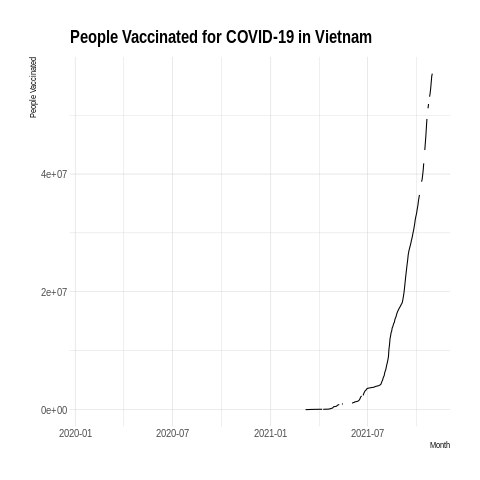 People Vaccinated for COVID-19 in Vietnam
People Vaccinated
4e+07
2e+07
0e+00
2020-01 2020-07 2021-01 2021-07
Month